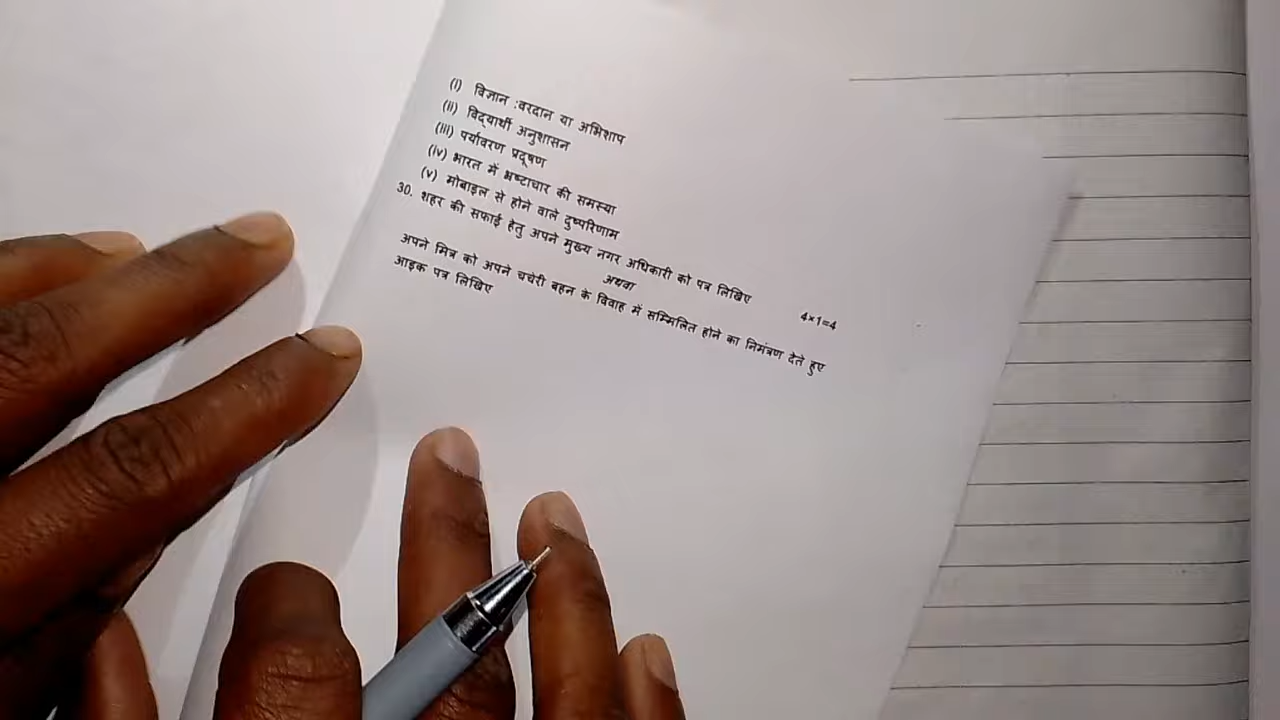 (i) विज्ञान :वरदान या अभिशाप
(ii) विद्यार्थी अनुशासन
(iii) पर्यावरण प्रदूषण
(iv) भारत में भष्टाचार की समस्या
(v) मोबाइल से होने वाले दुष्परिणाम
30. शहर की सफाई हेतु अपने मुख्य नगर अधिकारी को पत्र लिखिए 4×1=4
अथवा
अपने मित्र को अपने चचेरी बहन के विवाह में सम्मिलित होने का निमंत्रण देते हुए
आइक पत्र लिखिए